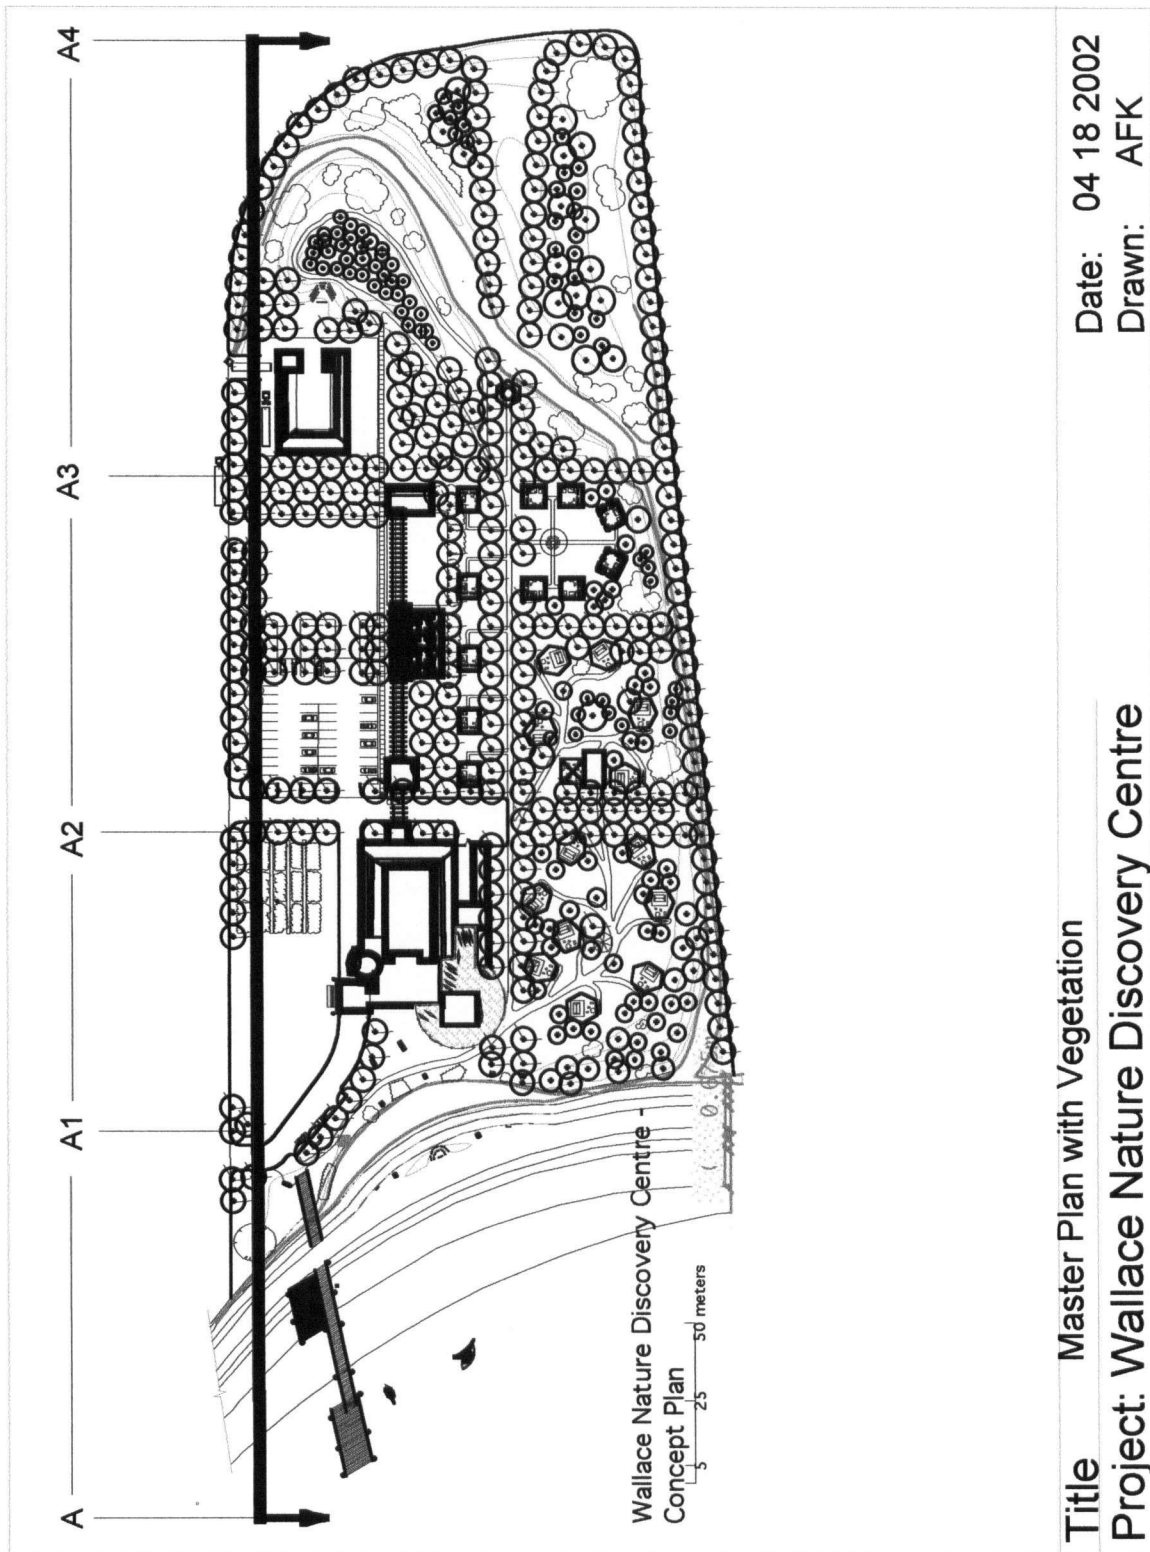 A
A1
A2
A3
A4
Wallace Nature Discovery Centre -
Concept Plan
5 25 50 meters
Title Master Plan with Vegetation
Project: Wallace Nature Discovery Centre
Date: 04 18 2002
Drawn: AFK